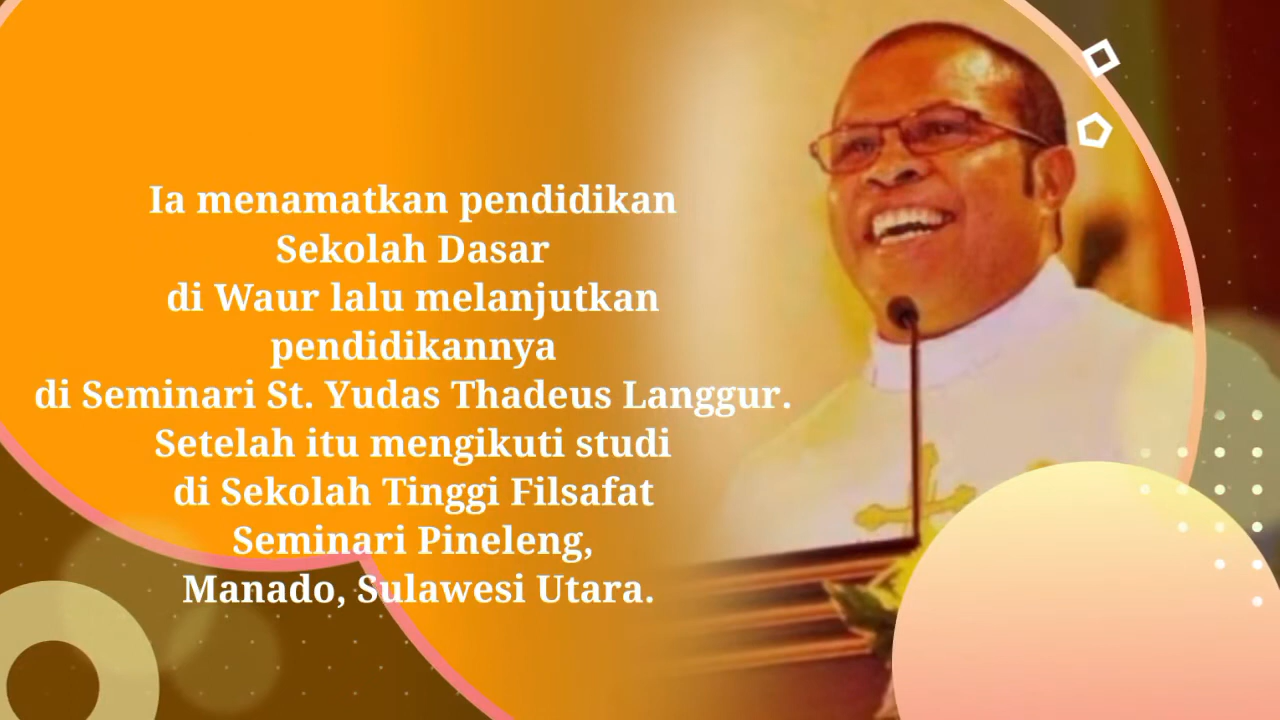 Ia menamatkan pendidikan
Sekolah Dasar
di Waur lalu melanjutkan
pendidikannya
di Seminari St. Yudas Thadeus Langgur.
Setelah itu mengikuti studi
di Sekolah Tinggi Filsafat
Seminari Pineleng,
Manado, Sulawesi Utara.